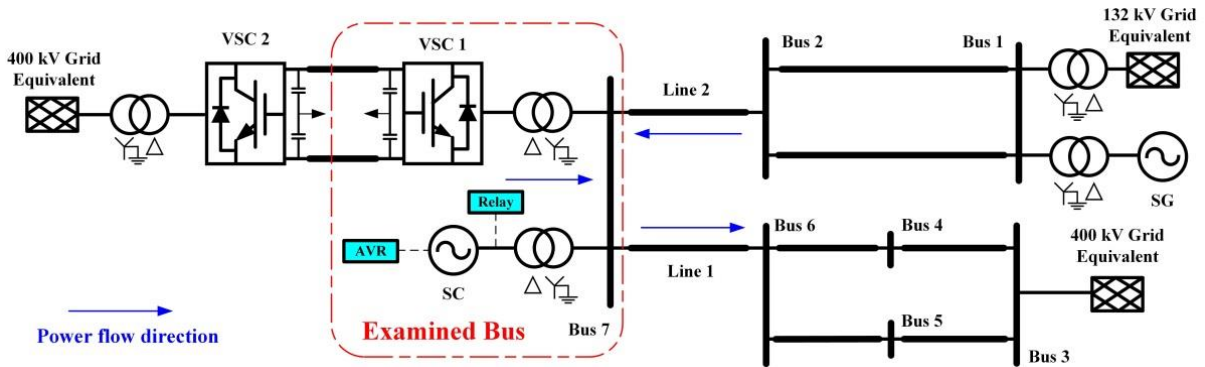 VSC 2
VSC 1
400 kV Grid
Equivalent
Bus 2
Bus 1
132 kV Grid
Equivalent
Line 2
Relay
AVR
SC
SG
Bus 6
Bus 4
400 kV Grid
Equivalent
Line 1
Bus 5
Power flow direction
Examined Bus
Bus 7
Bus 3